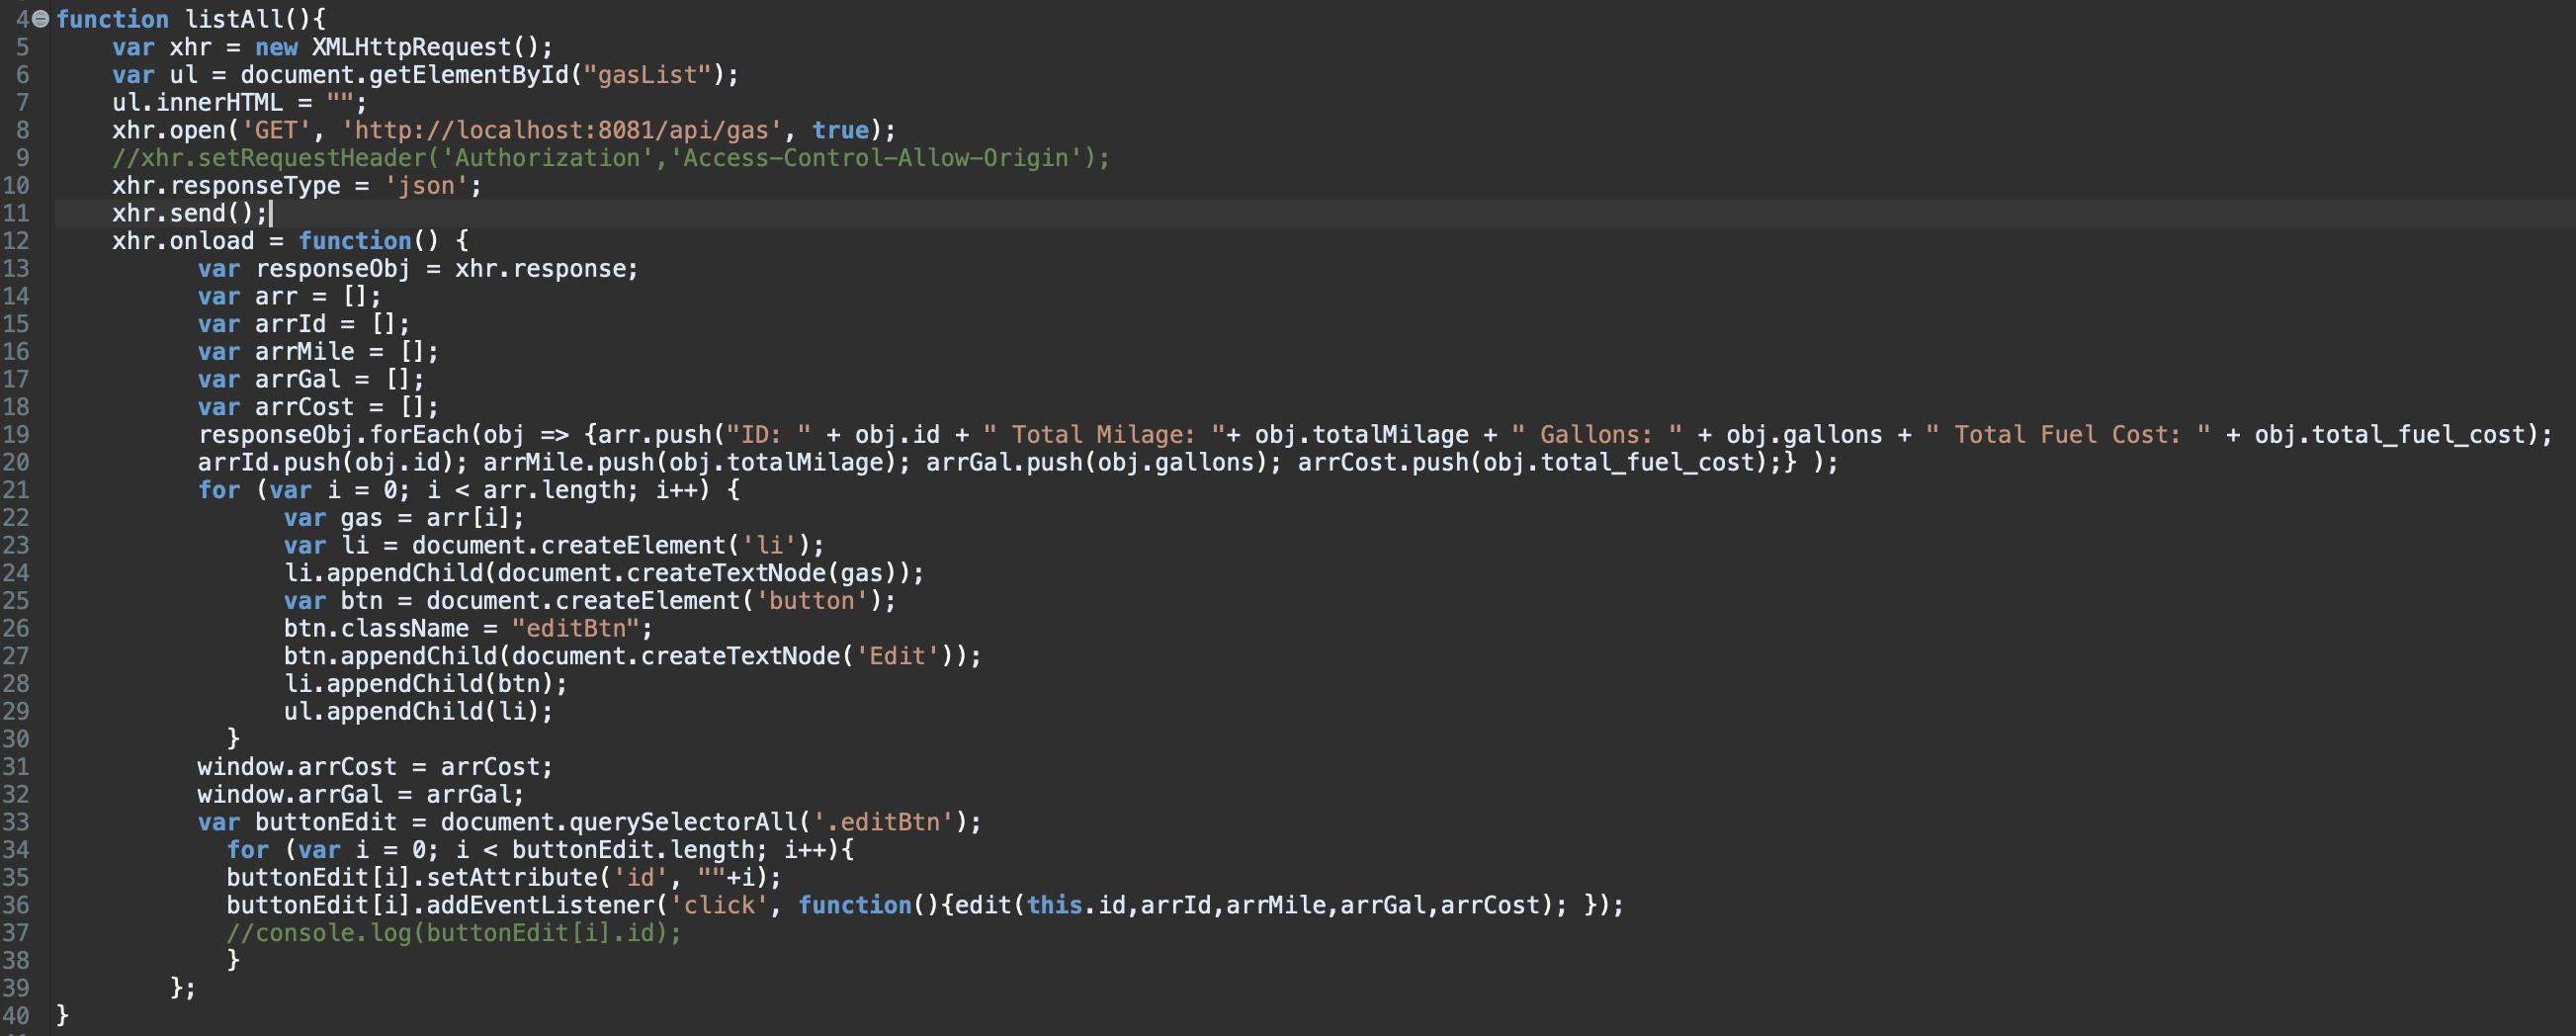 4 function listAll(){
5 var xhr = new XMLHttpRequest();
6 var ul = document.getElementById("gasList");
7 ul.innerHTML = "";
8 xhr.open('GET', 'http://localhost:8081/api/gas', true);
9 //xhr.setRequestHeader('Authorization','Access-Control-Allow-Origin');
10 xhr.responseType = 'json';
11 xhr.send();
12 xhr.onload = function() {
13 var responseObj = xhr.response;
14 var arr = [];
15 var arrId = [];
16 var arrMile = [];
17 var arrGal = [];
18 var arrCost = [];
19 responseObj.forEach(obj => {arr.push("ID: " + obj.id + " Total Milage: "+ obj.totalMilage + " Gallons: " + obj.gallons + " Total Fuel Cost: " + obj.total_fuel_cost);
20 arrId.push(obj.id); arrMile.push(obj.totalMilage); arrGal.push(obj.gallons); arrCost.push(obj.total_fuel_cost);} );
21 for (var i = 0; i < arr.length; i++) {
22 var gas = arr[i];
23 var li = document.createElement('li');
24 li.appendChild(document.createTextNode(gas));
25 var btn = document.createElement('button');
26 btn.className = "editBtn";
27 btn.appendChild(document.createTextNode('Edit'));
28 li.appendChild(btn);
29 ul.appendChild(li);
30 }
31 window.arrCost = arrCost;
32 window.arrGal = arrGal;
33 var buttonEdit = document.querySelectorAll('.editBtn');
34 for (var i = 0; i < buttonEdit.length; i++){
35 buttonEdit[i].setAttribute('id', ""+i);
36 buttonEdit[i].addEventListener('click', function(){edit(this.id,arrId,arrMile,arrGal,arrCost); });
37 //console.log(buttonEdit[i].id);
38 }
39 };
40 }